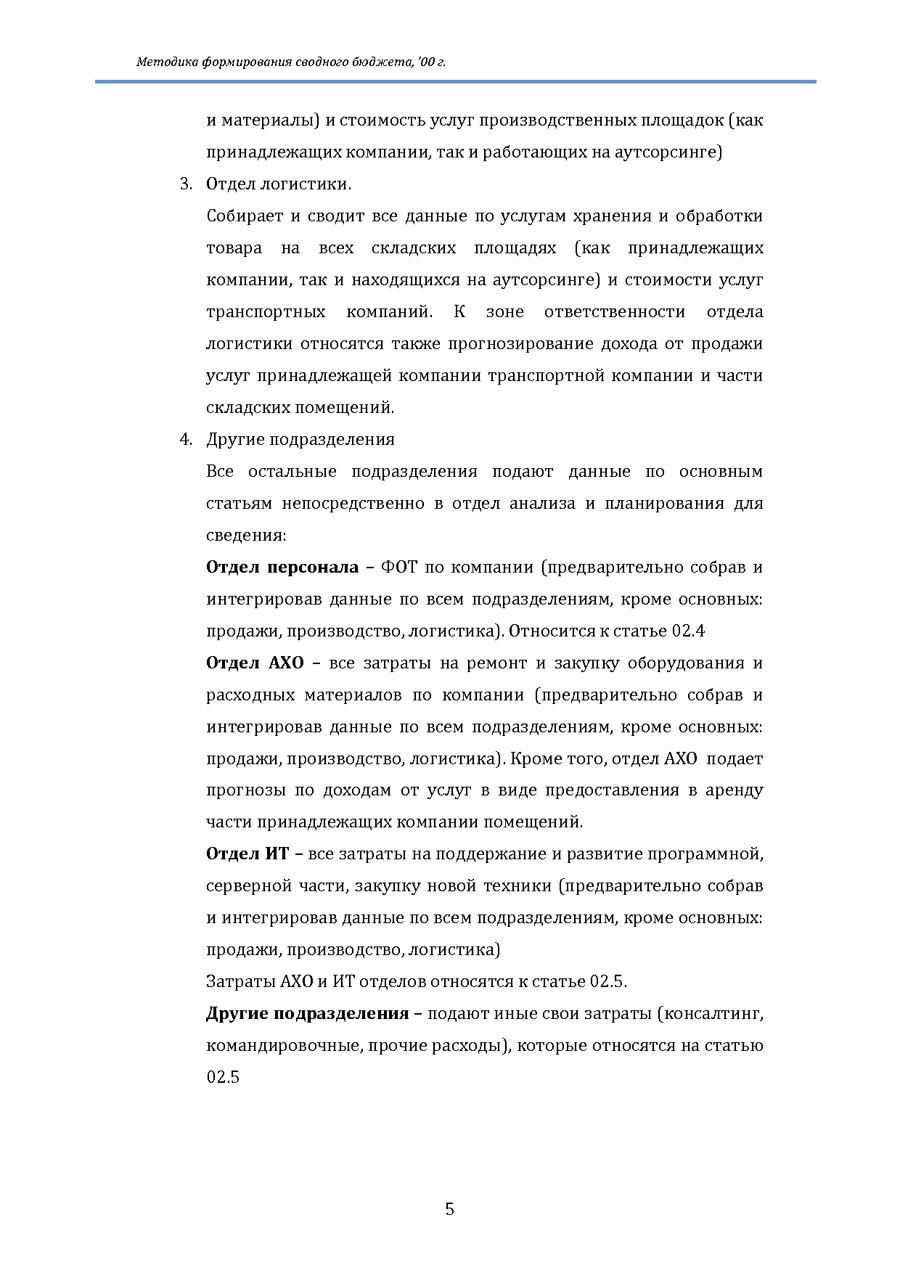 Методика формирования сводного бюджета, '00 г.
и материалы) и стоимость услуг производственных площадок (как
принадлежащих компании, так и работающих на аутсорсинге)
3. Отдел логистики.
Собирает и сводит все данные по услугам хранения и обработки
товара на всех складских площадях (как принадлежащих
компании, так и находящихся на аутсорсинге) и стоимости услуг
транспортных компаний. К зоне ответственности отдела
логистики относятся также прогнозирование дохода от продажи
услуг принадлежащей компании транспортной компании и части
складских помещений.
4. Другие подразделения
Все остальные подразделения подают данные по основным
статьям непосредственно в отдел анализа и планирования для
сведения:
Отдел персонала – ФОТ по компании (предварительно собрав и
интегрировав данные по всем подразделениям, кроме основных:
продажи, производство, логистика). Относится к статье 02.4
Отдел АХО – все затраты на ремонт и закупку оборудования и
расходных материалов по компании (предварительно собрав и
интегрировав данные по всем подразделениям, кроме основных:
продажи, производство, логистика). Кроме того, отдел АХО подает
прогнозы по доходам от услуг в виде предоставления в аренду
части принадлежащих компании помещений.
Отдел ИТ – все затраты на поддержание и развитие программной,
серверной части, закупку новой техники (предварительно собрав
и интегрировав данные по всем подразделениям, кроме основных:
продажи, производство, логистика)
Затраты АХО и ИТ отделов относятся к статье 02.5.
Другие подразделения – подают иные свои затраты (консалтинг,
командировочные, прочие расходы), которые относятся на статью
02.5
5